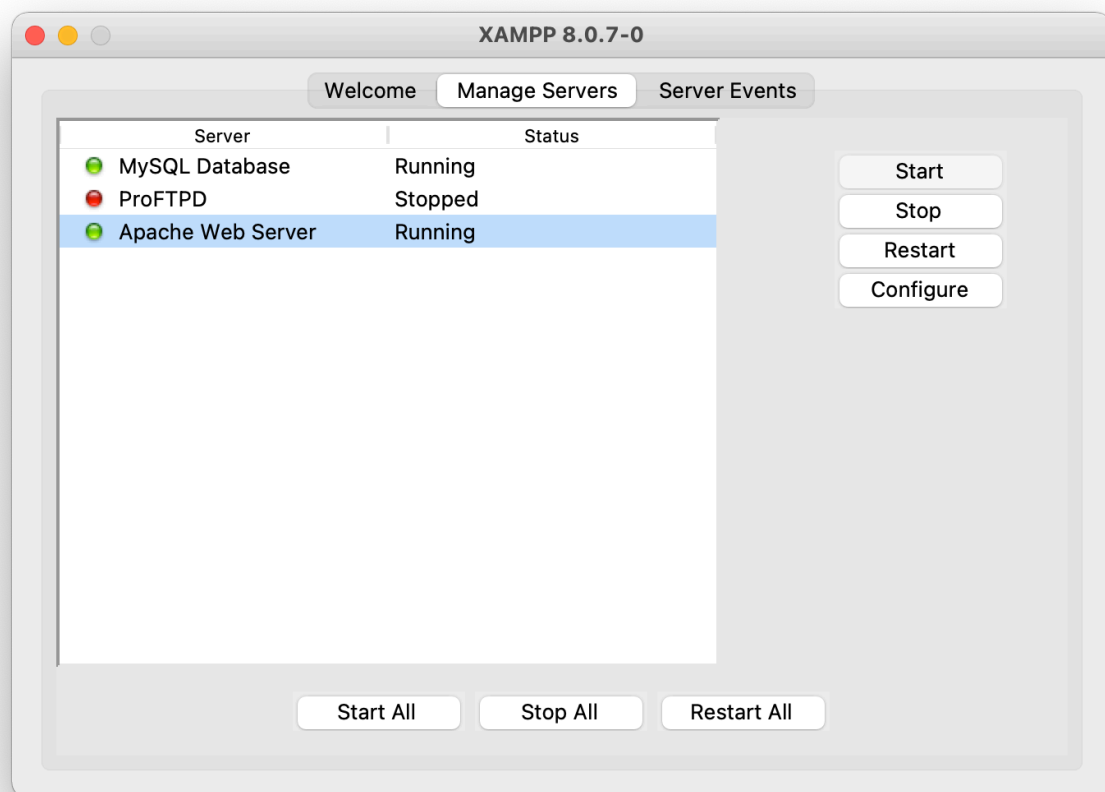 XAMPP 8.0.7-0
Welcome Manage Servers Server Events
Server Status
MySQL Database Running
ProFTPD Stopped
Apache Web Server Running
Start
Stop
Restart
Configure
Start All Stop All Restart All